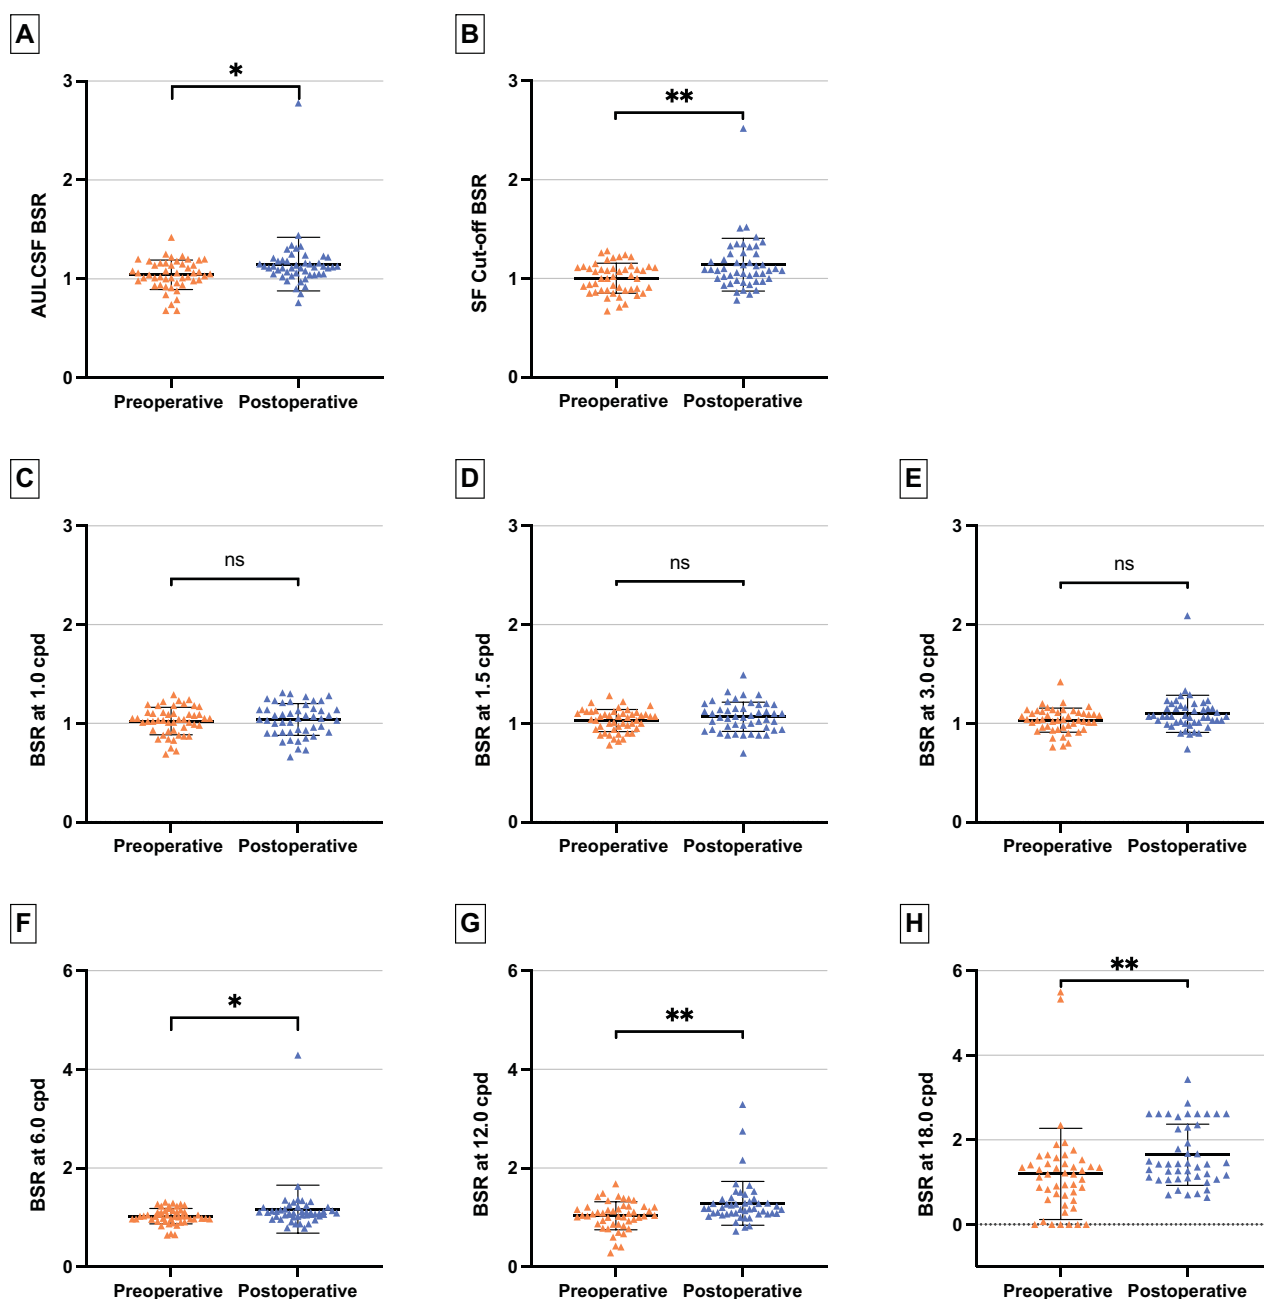 A
B
*
**
3
2
1
0
AULCSF BSR
Preoperative Postoperative
3
2
1
0
SF Cut-off BSR
Preoperative Postoperative
C
D
E
ns
ns
ns
3
2
1
0
BSR at 1.0 cpd
Preoperative Postoperative
3
2
1
0
BSR at 1.5 cpd
Preoperative Postoperative
3
2
1
0
BSR at 3.0 cpd
Preoperative Postoperative
F
G
H
*
**
**
6
4
2
0
BSR at 6.0 cpd
Preoperative Postoperative
6
4
2
0
BSR at 12.0 cpd
Preoperative Postoperative
6
4
2
0
BSR at 18.0 cpd
Preoperative Postoperative